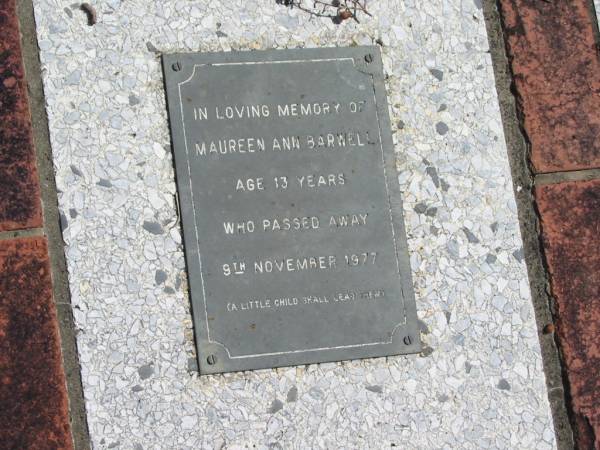 IN LOVING MEMORY OF
MAUREEN ANN BARWELL
AGE 13 YEARS
WHO PASSED AWAY
9TH NOVEMBER 1977
(A LITTLE CHILD SHALL LEAD THEM)